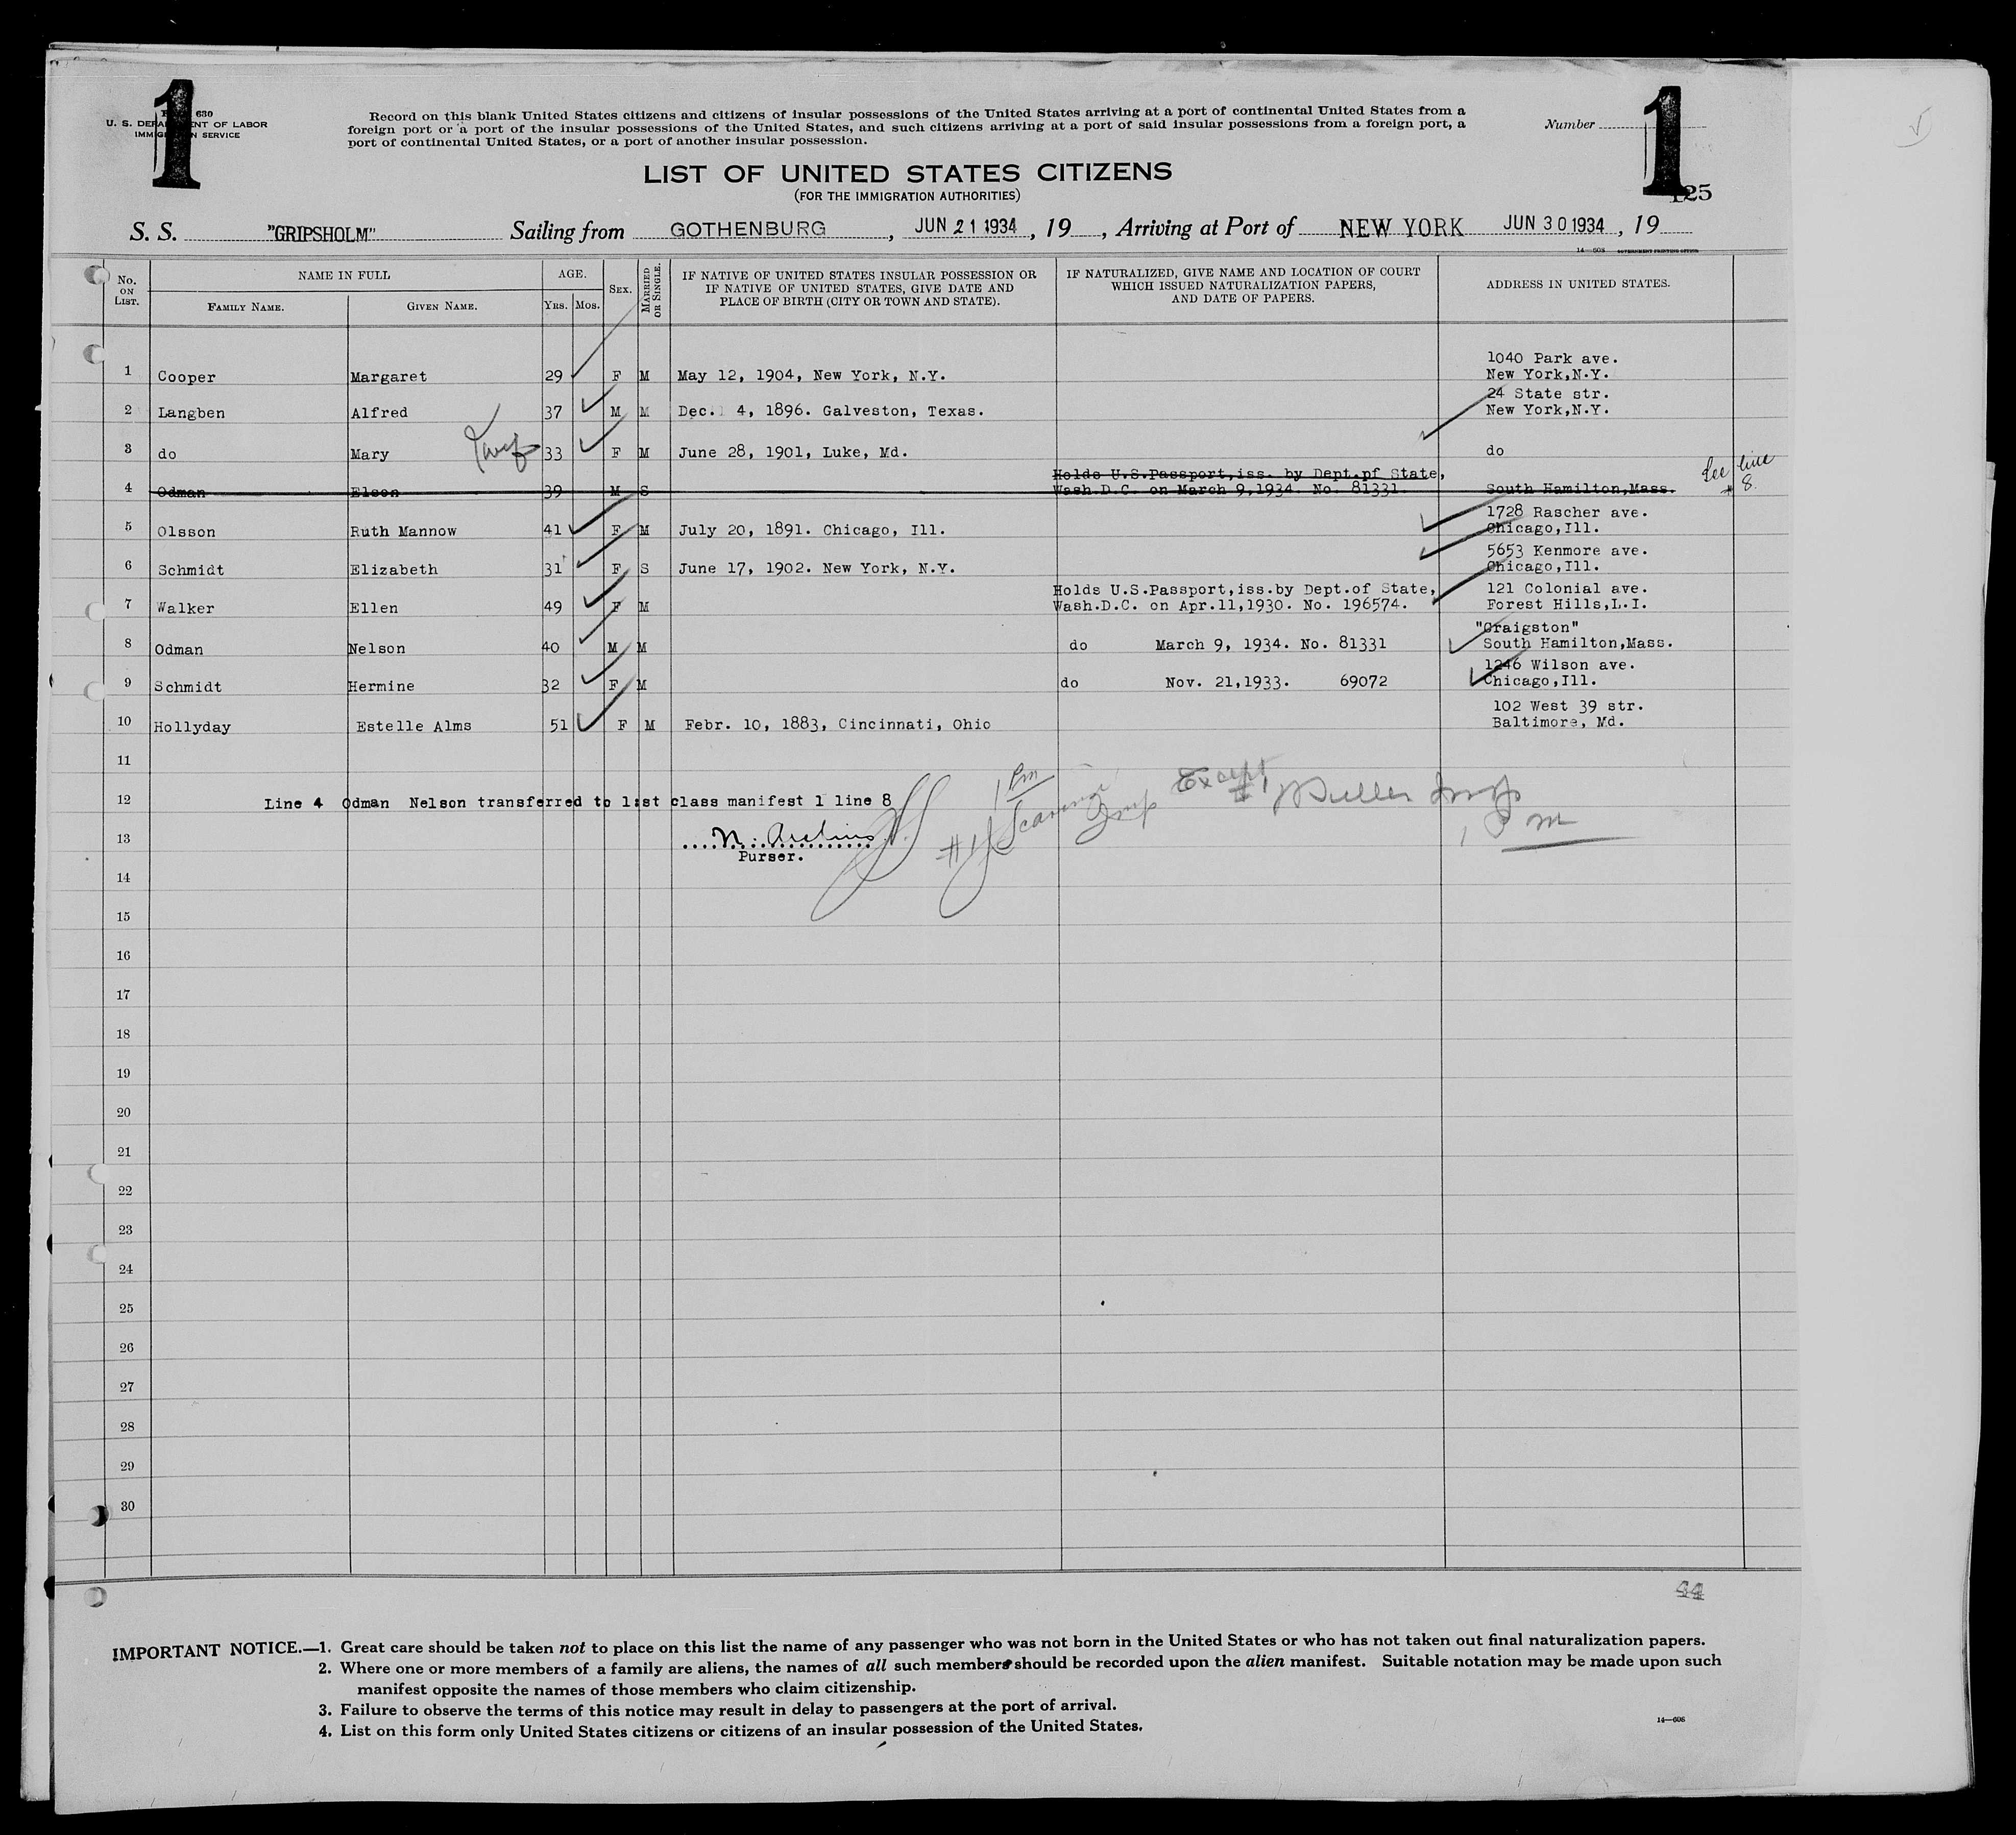 1
1
630
U. S. DEPARTMENT OF LABOR
IMMIGRATION SERVICE
Record on this blank United States citizens and citizens of insular possessions of the United States arriving at a port of continental United States from a
foreign port or a port of the insular possessions of the United States, and such citizens arriving at a port of said insular possessions from a foreign port, a
port of continental United States, or a port of another insular possession.
Number
LIST OF UNITED STATES CITIZENS
(FOR THE IMMIGRATION AUTHORITIES)
125
S. S. "GRIPSHOLM" Sailing from GOTHENBURG, JUN 21 1934, 19, Arriving at Port of NEW YORK JUN 30 1934, 19
14—608 GOVERNMENT PRINTING OFFICE
No. ON LIST.
NAME IN FULL
FAMILY NAME. GIVEN NAME.
AGE.
YRS. MOS.
SEX.
MARRIED OR SINGLE.
IF NATIVE OF UNITED STATES INSULAR POSSESSION OR
IF NATIVE OF UNITED STATES, GIVE DATE AND
PLACE OF BIRTH (CITY OR TOWN AND STATE).
IF NATURALIZED, GIVE NAME AND LOCATION OF COURT
WHICH ISSUED NATURALIZATION PAPERS,
AND DATE OF PAPERS.
ADDRESS IN UNITED STATES.
1040 Park ave.
1 Cooper Margaret 29 F M May 12, 1904, New York, N.Y. New York,N.Y.
24 State str.
2 Langben Alfred 37 M M Dec. 4, 1896. Galveston, Texas. New York,N.Y.
3 do Mary 33 F M June 28, 1901, Luke, Md. do
Holds U.S.Passport,iss. by Dept.pf State,
4 Odman Elson 39 M S Wash.D.C. on March 9,1934. No. 81331 South Hamilton,Mass.
See line
# 8.
1728 Rascher ave.
5 Olsson Ruth Mannow 41 F M July 20, 1891. Chicago, Ill. Chicago,Ill.
5653 Kenmore ave.
6 Schmidt Elizabeth 31 F S June 17, 1902. New York, N.Y. Chicago,Ill.
Holds U.S.Passport,iss.by Dept.of State, 121 Colonial ave.
7 Walker Ellen 49 F M Wash.D.C. on Apr.11,1930. No. 196574. Forest Hills,L.I.
"Craigston"
8 Odman Nelson 40 M M do March 9, 1934. No. 81331 South Hamilton,Mass.
1246 Wilson ave.
9 Schmidt Hermine 32 F M do Nov. 21,1933. 69072 Chicago,Ill.
102 West 39 str.
10 Hollyday Estelle Alms 51 F M Febr. 10, 1883, Cincinnati, Ohio Baltimore, Md.
11
1 Pm
Except #1
12 Line 4 Odman Nelson transferred to 1:st class manifest 1 line 8
#1
1 Pm
13
Purser.
14
15
16
17
18
19
20
21
22
23
24
25
26
27
28
29
30
44
IMPORTANT NOTICE.—1. Great care should be taken not to place on this list the name of any passenger who was not born in the United States or who has not taken out final naturalization papers.
2. Where one or more members of a family are aliens, the names of all such members should be recorded upon the alien manifest. Suitable notation may be made upon such
manifest opposite the names of those members who claim citizenship.
3. Failure to observe the terms of this notice may result in delay to passengers at the port of arrival.
4. List on this form only United States citizens or citizens of an insular possession of the United States.
14—608